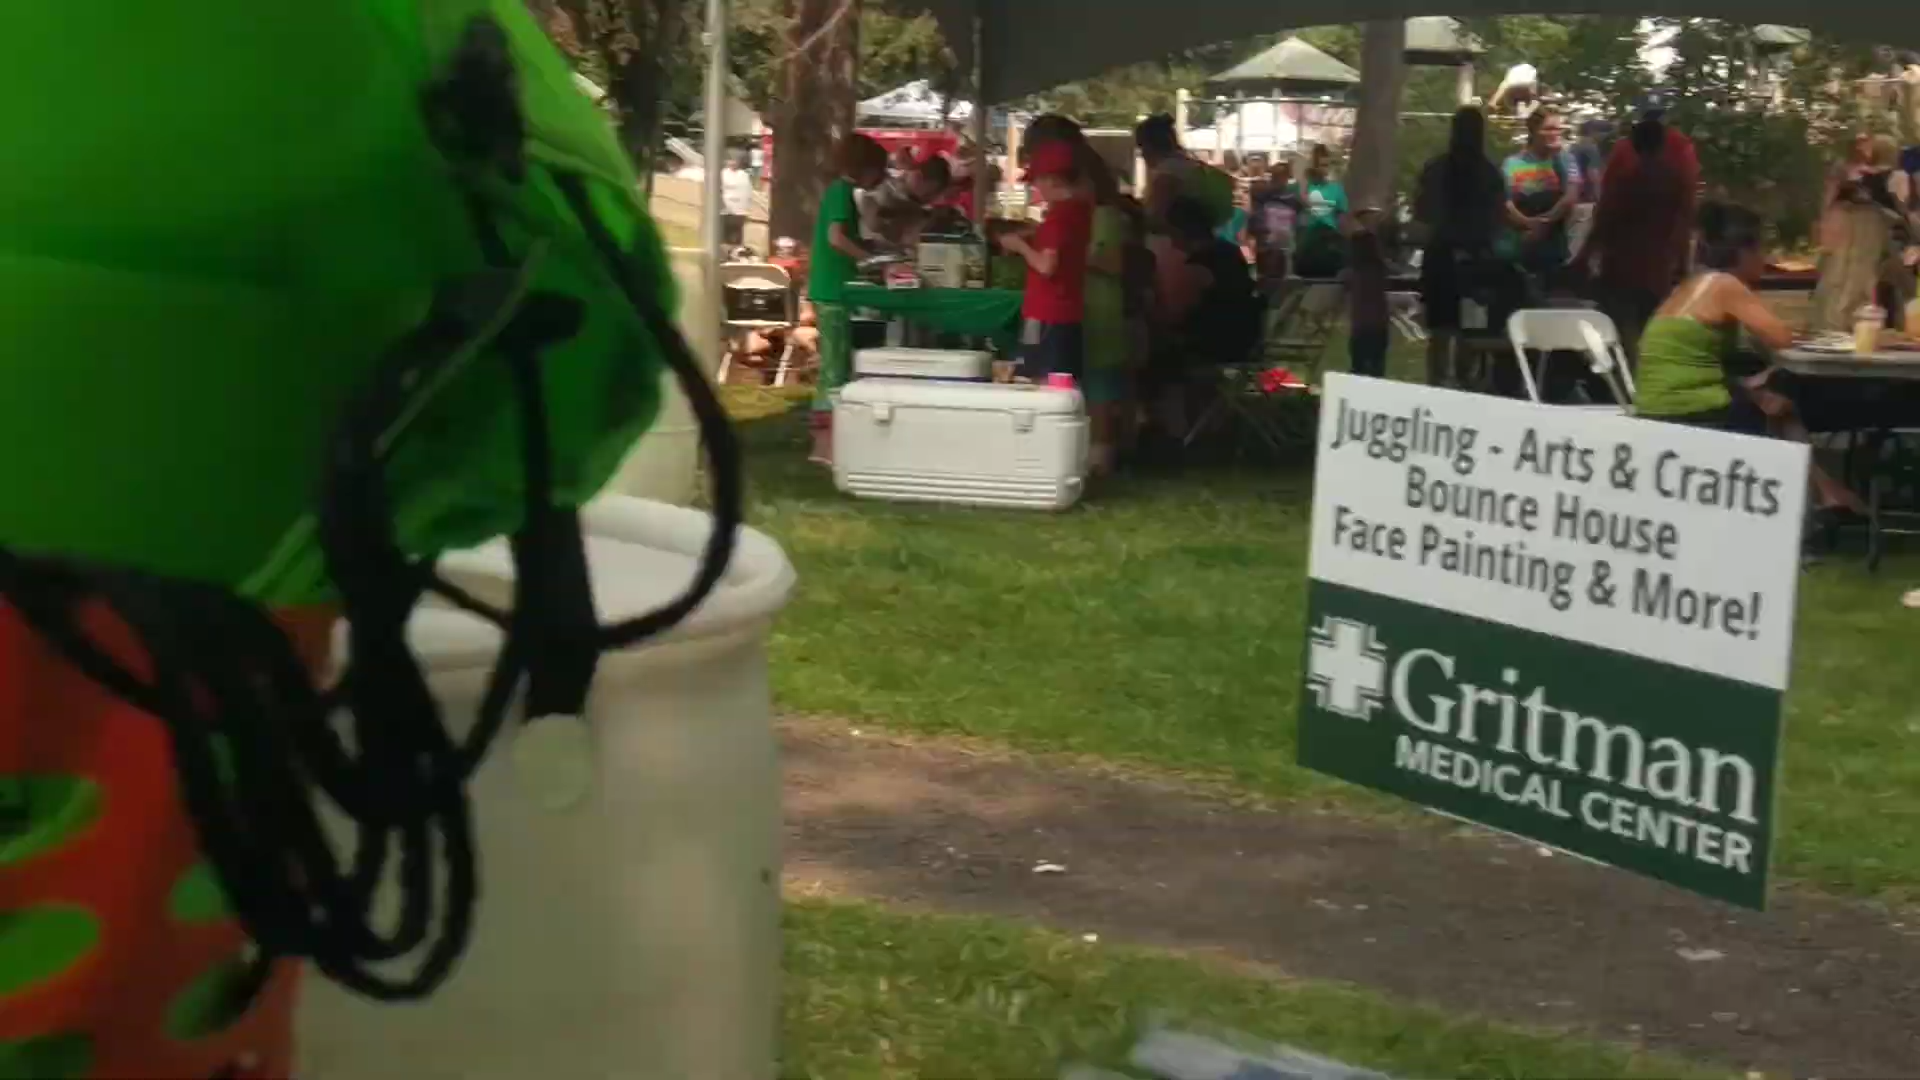 Juggling - Arts & Crafts
Bounce House
Face Painting & More!
Gritman
MEDICAL CENTER